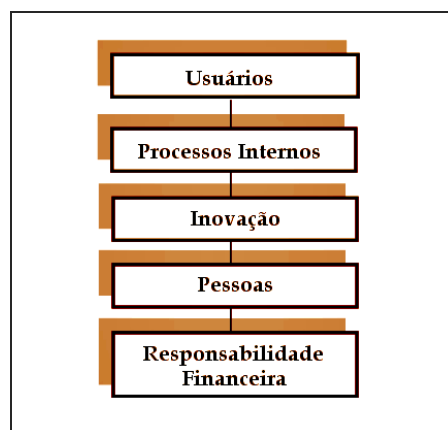 Usuários
Processos Internos
Inovação
Pessoas
Responsabilidade
Financeira